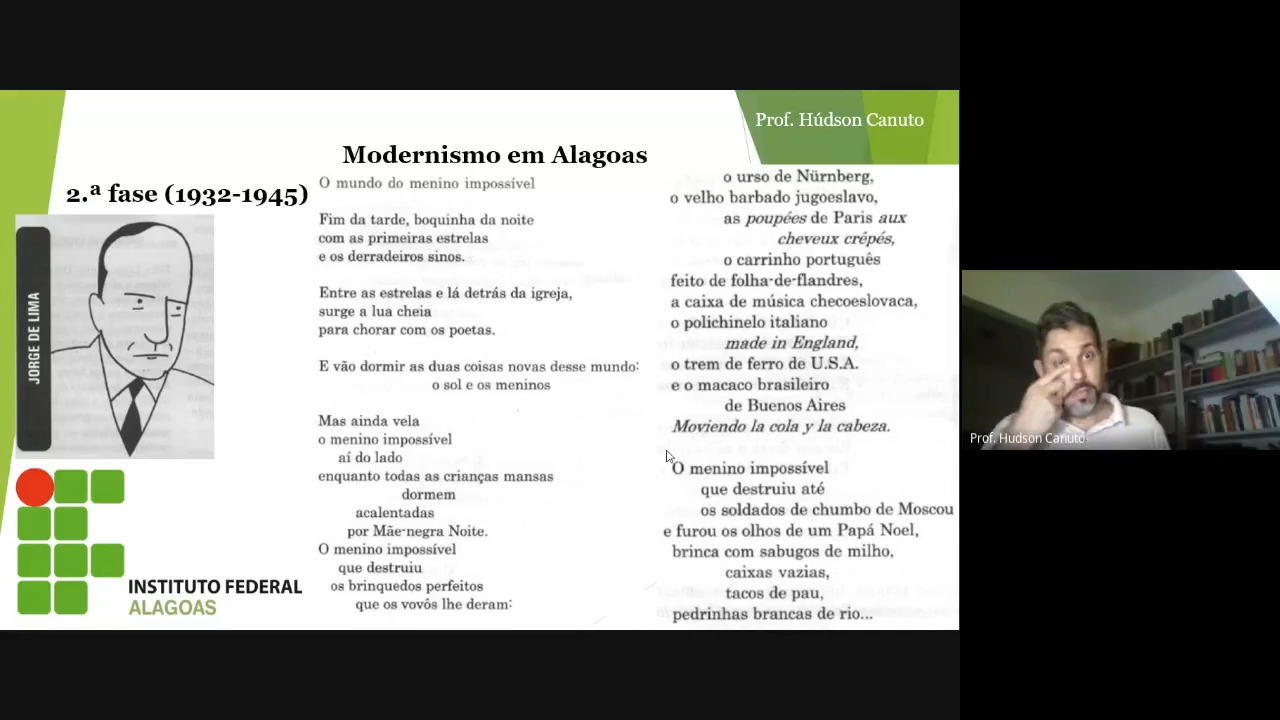 Prof. Húdson Canuto
Modernismo em Alagoas
2.ª fase (1932-1945)
JORGE DE LIMA
INSTITUTO FEDERAL
ALAGOAS
O mundo do menino impossível
Fim da tarde, boquinha da noite
com as primeiras estrelas
e os derradeiros sinos.
Entre as estrelas e lá detrás da igreja,
surge a lua cheia
para chorar com os poetas.
E vão dormir as duas coisas novas desse mundo:
o sol e os meninos
Mas ainda vela
o menino impossível
aí do lado
enquanto todas as crianças mansas
dormem
acalentadas
por Mãe-negra Noite.
O menino impossível
que destruiu
os brinquedos perfeitos
que os vovôs lhe deram:
o urso de Nürnberg,
o velho barbado jugoeslavo,
as poupées de Paris aux
cheveux crêpés,
o carrinho português
feito de folha-de-flandres,
a caixa de música checoeslovaca,
o polichinelo italiano
made in England,
o trem de ferro de U.S.A.
e o macaco brasileiro
de Buenos Aires
Moviendo la cola y la cabeza.
O menino impossível
que destruiu até
os soldados de chumbo de Moscou
e furou os olhos de um Papá Noel,
brinca com sabugos de milho,
caixas vazias,
tacos de pau,
pedrinhas brancas de rio...
Prof. Hudson Canuto